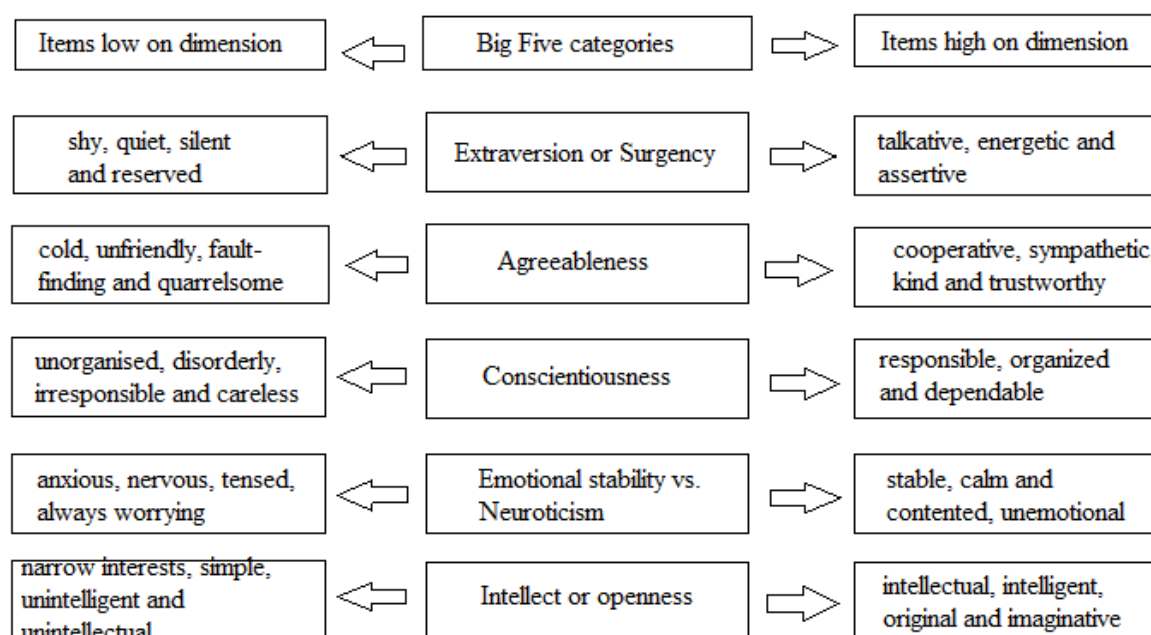 Items low on dimension
Big Five categories
Items high on dimension
shy, quiet, silent
and reserved
Extraversion or Surgency
talkative, energetic and
assertive
cold, unfriendly, fault-
finding and quarrelsome
Agreeableness
cooperative, sympathetic,
kind and trustworthy
unorganised, disorderly,
irresponsible and careless
Conscientiousness
responsible, organized
and dependable
anxious, nervous, tensed,
always worrying
Emotional stability vs.
Neuroticism
stable, calm and
contented, unemotional
narrow interests, simple,
unintelligent and
unintellectual
Intellect or openness
intellectual, intelligent,
original and imaginative